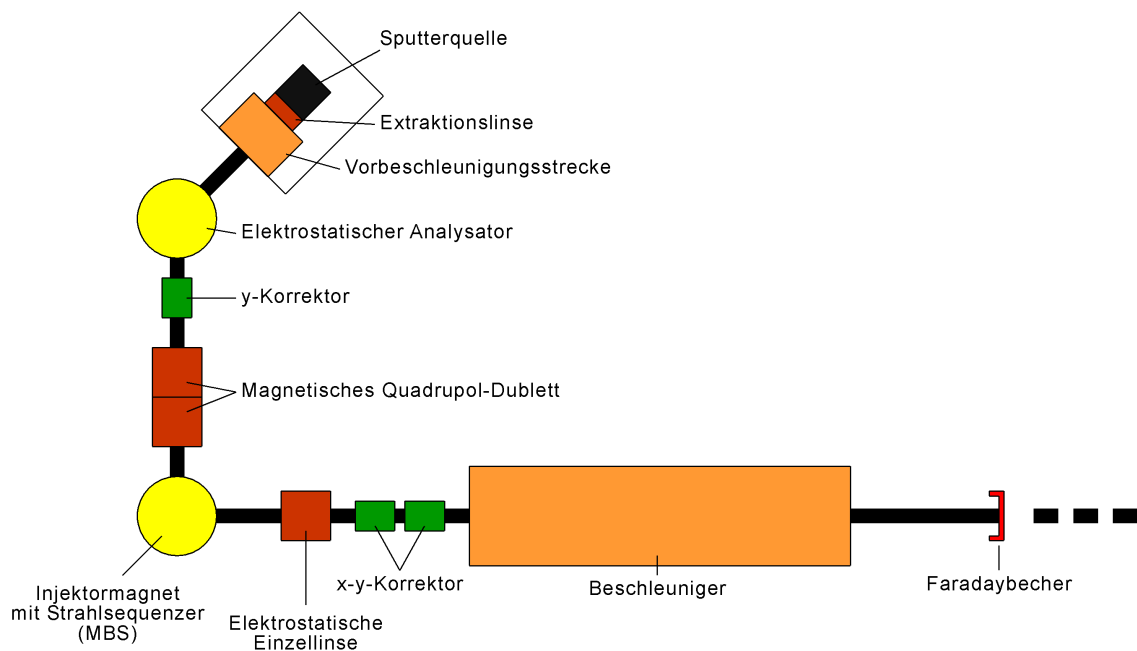 Sputterquelle
Extraktionslinse
Vorbeschleunigungsstrecke
Elektrostatischer Analysator
y-Korrektor
Magnetisches Quadrupol-Dublett
Injektormagnet
mit Strahlsequenzer
(MBS)
Elektrostatische
Einzellinse
x-y-Korrektor
Beschleuniger
Faradaybecher